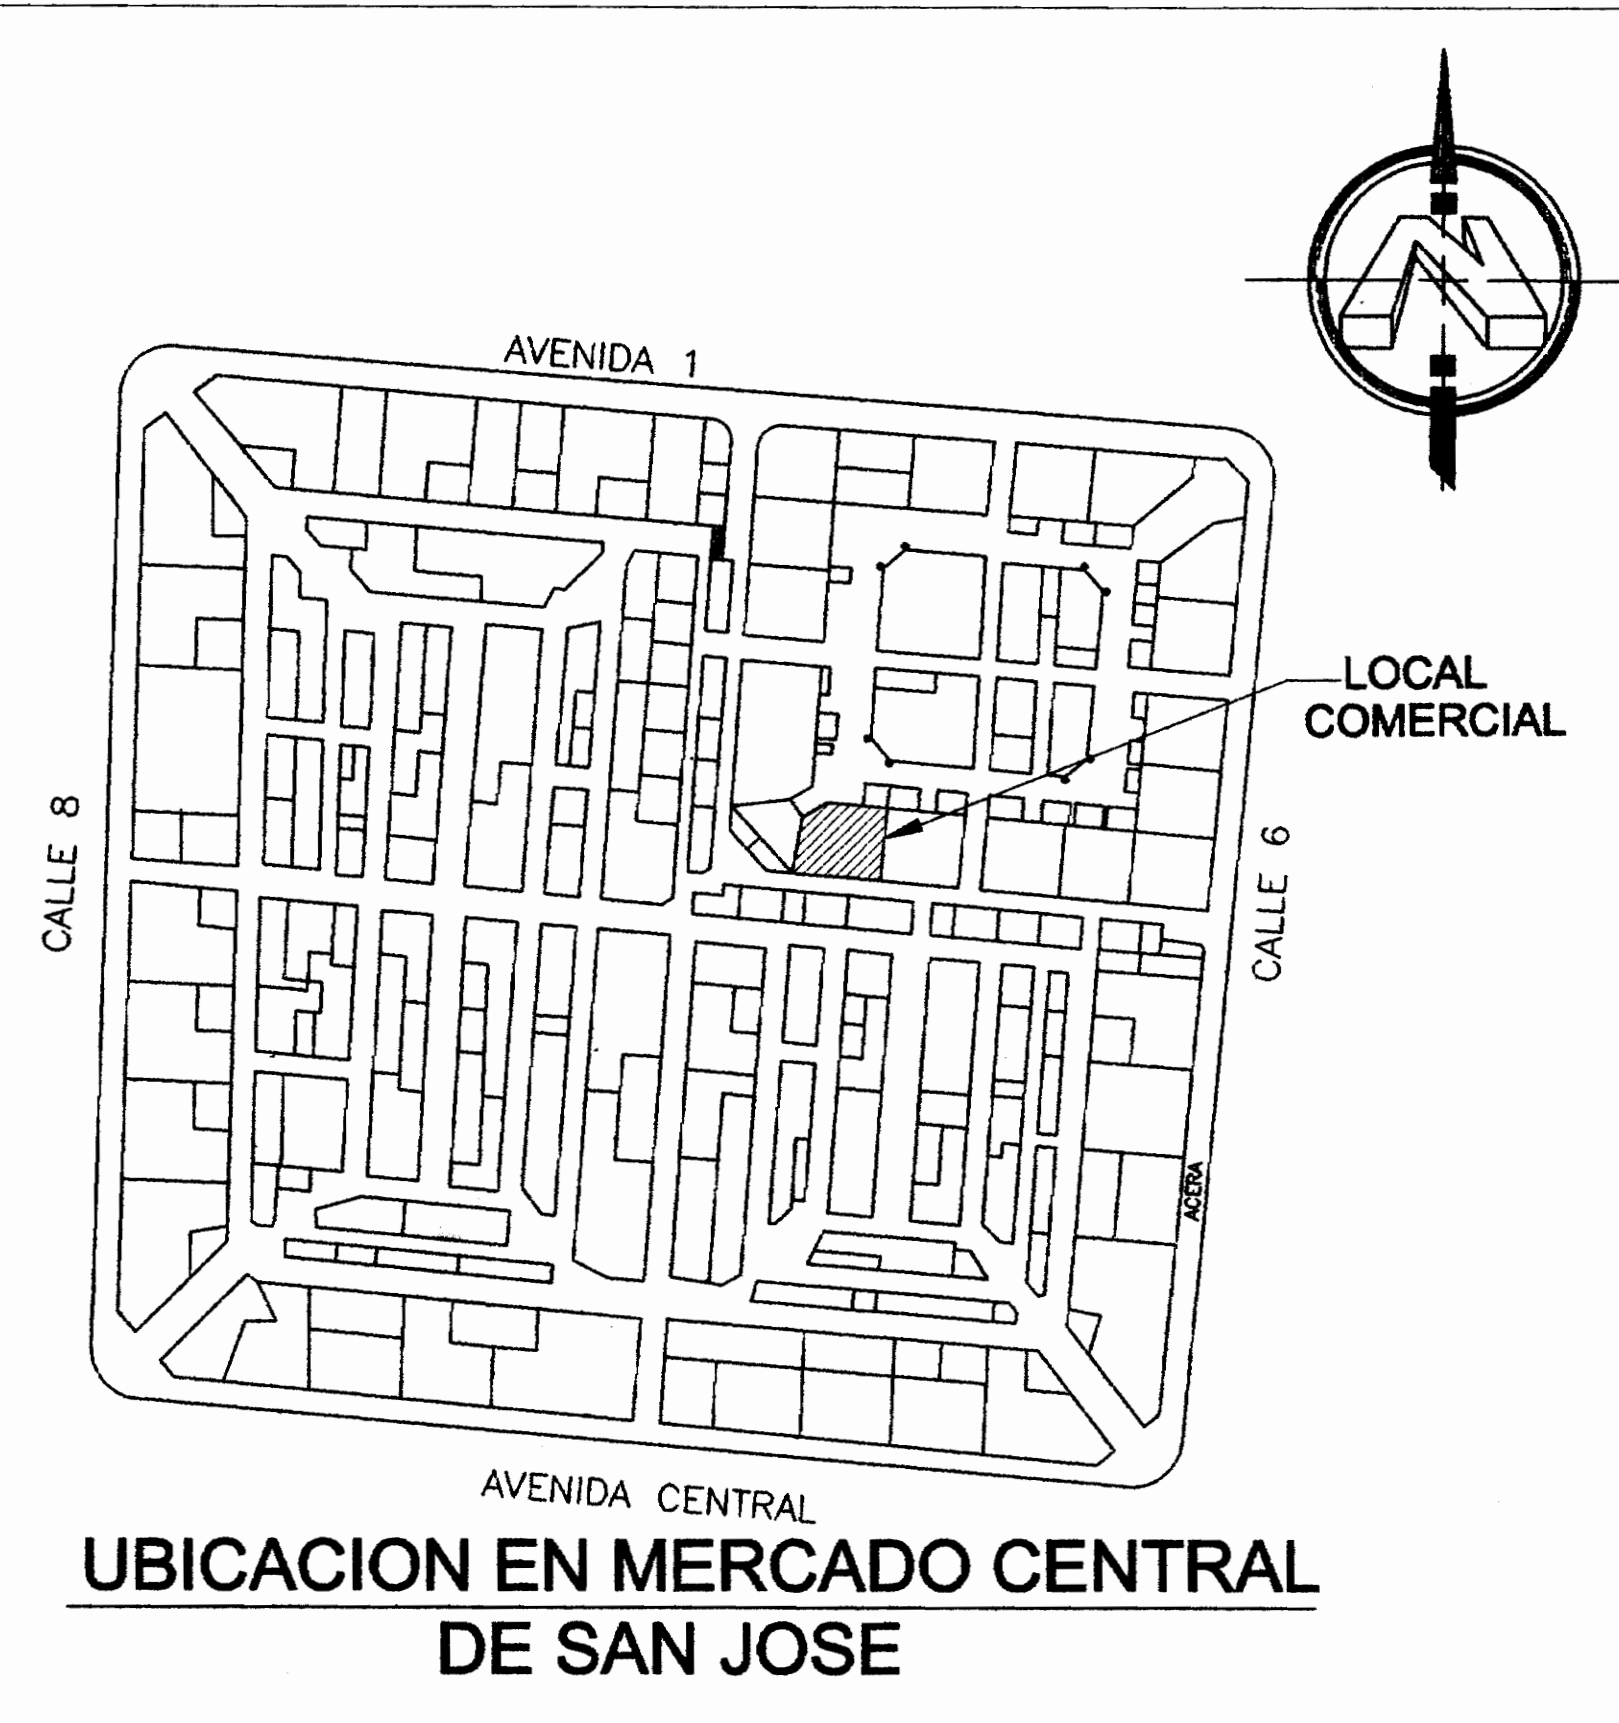 N
AVENIDA 1
LOCAL
COMERCIAL
CALLE 8
CALLE 6
ACERA
AVENIDA CENTRAL
UBICACION EN MERCADO CENTRAL
DE SAN JOSE